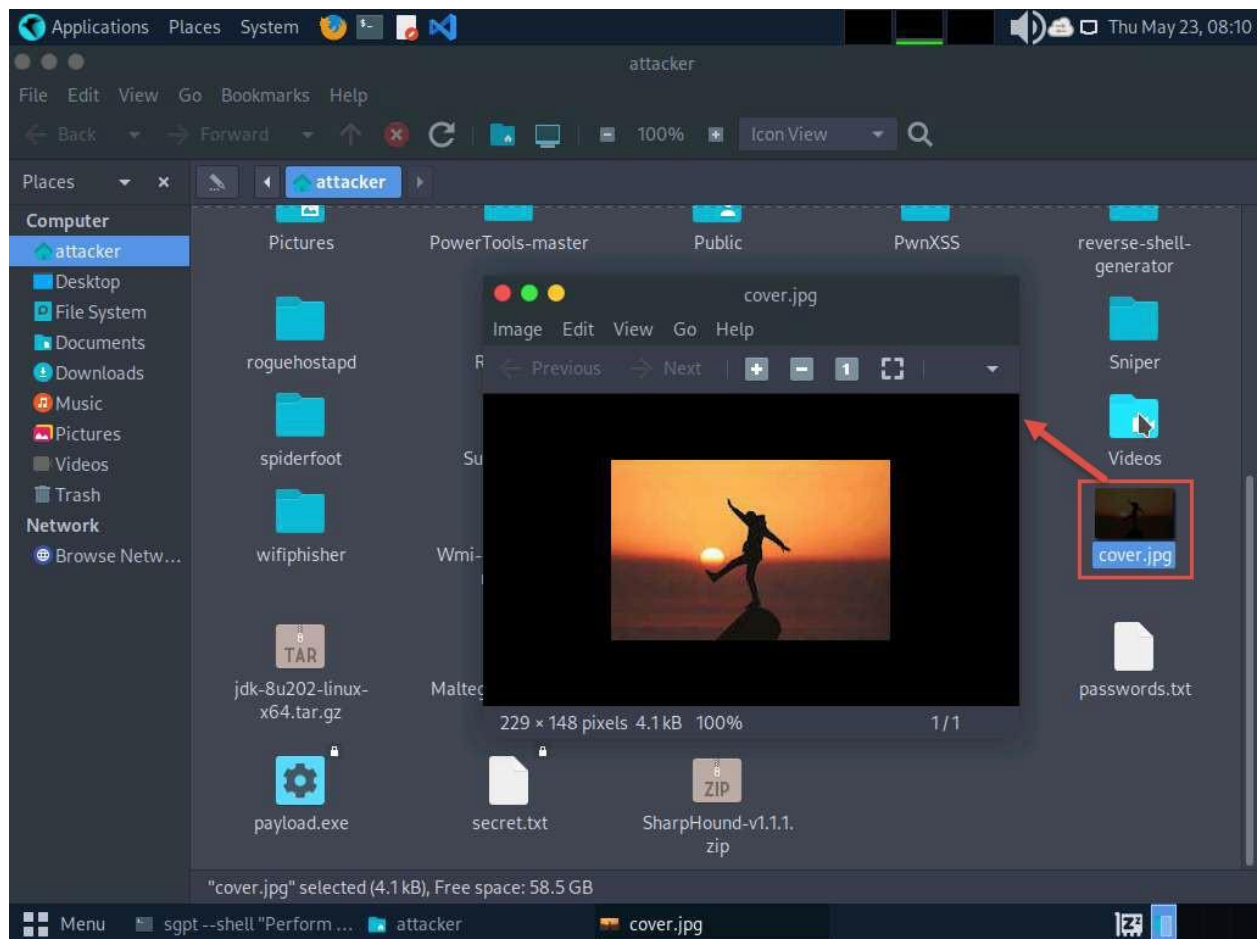 Applications Places System Thu May 23, 08:10
attacker
File Edit View Go Bookmarks Help
Back Forward 100% Icon View
Places attacker
Computer
attacker
Desktop
File System
Documents
Downloads
Music
Pictures
Videos
Trash
Network
Browse Netw...
Pictures PowerTools-master Public PwnXSS reverse-shell-
generator
roguehostapd R Sniper
spiderfoot Su Videos
wifiphisher Wmi- cover.jpg
cover.jpg
Image Edit View Go Help
Previous Next 1
229 × 148 pixels 4.1 kB 100% 1 / 1
TAR
jdk-8u202-linux-
x64.tar.gz
Malteg
passwords.txt
payload.exe secret.txt
ZIP
SharpHound-v1.1.1.
zip
"cover.jpg" selected (4.1 kB), Free space: 58.5 GB
Menu sgpt --shell "Perform ... attacker cover.jpg